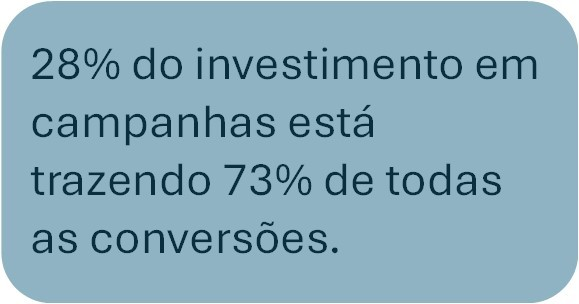 28% do investimento em
campanhas está
trazendo 73% de todas
as conversões.